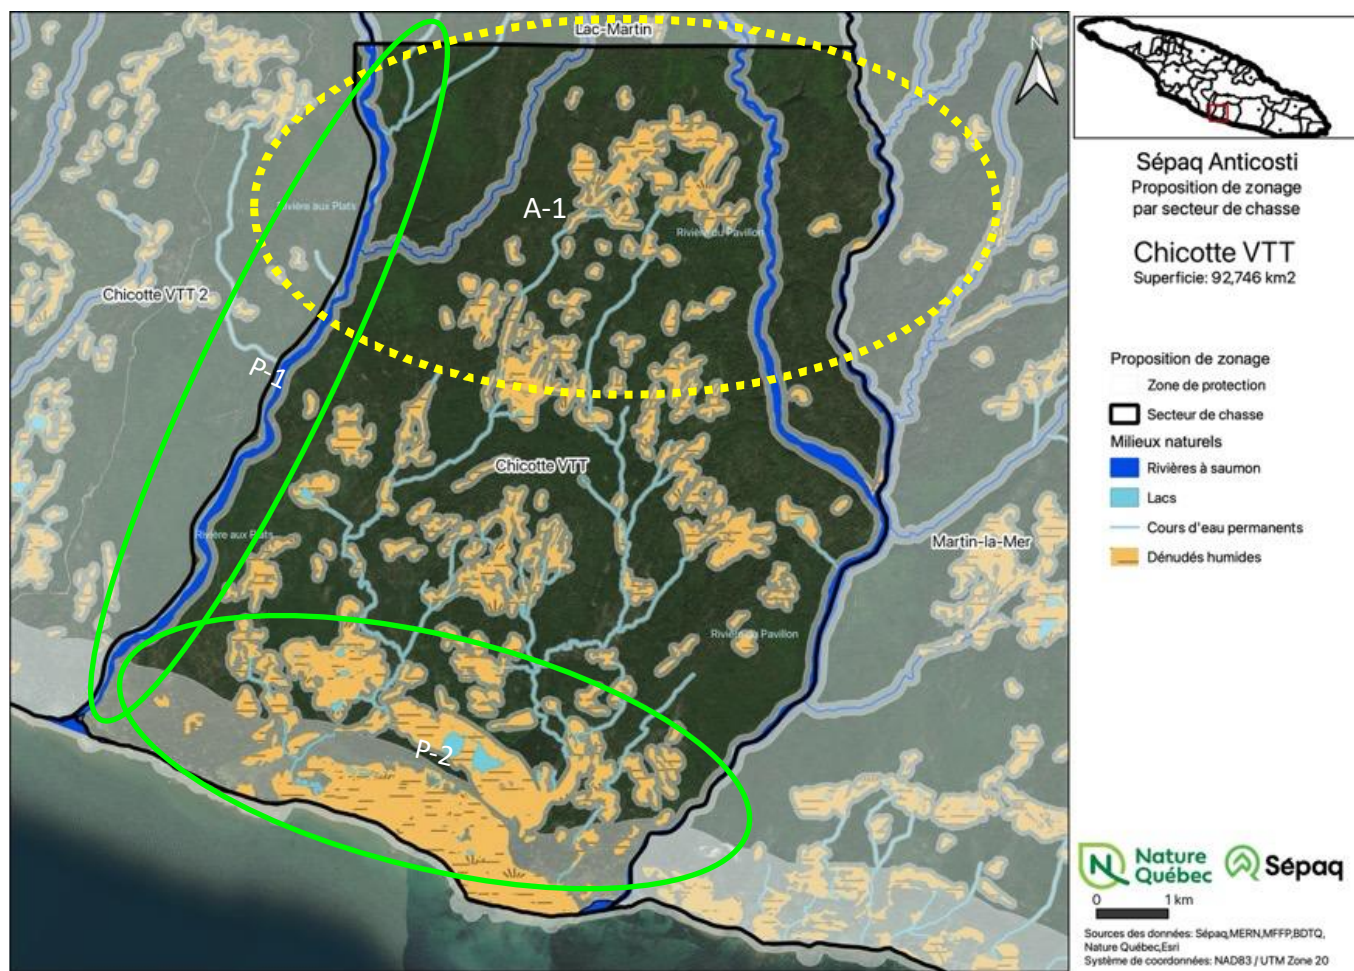 Lac-Martin
N
Rivière aux Plats
A-1
Rivière du Pavillon
Chicotte VTT 2
P-1
Chicotte VTT
Rivière aux Plats
Martin-la-Mer
Rivière du Pavillon
P-2
Sépaq Anticosti
Proposition de zonage
par secteur de chasse
Chicotte VTT
Superficie: 92,746 km2
Proposition de zonage
Zone de protection
Secteur de chasse
Milieux naturels
Rivières à saumon
Lacs
Cours d'eau permanents
Dénudés humides
Nature
Québec
Sépaq
0 1 km
Sources des données: Sépaq,MERN,MFFP,BDTQ,
Nature Québec,Esri
Système de coordonnées: NAD83 / UTM Zone 20